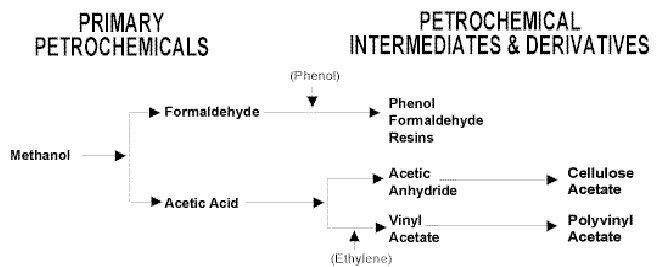 PRIMARY
PETROCHEMICALS
PETROCHEMICAL
INTERMEDIATES & DERIVATIVES
(Phenol)
Formaldehyde
Phenol
Formaldehyde
Resins
Methanol
Acetic Acid
Acetic
Anhydride
Cellulose
Acetate
Vinyl
Acetate
Polyvinyl
Acetate
(Ethylene)